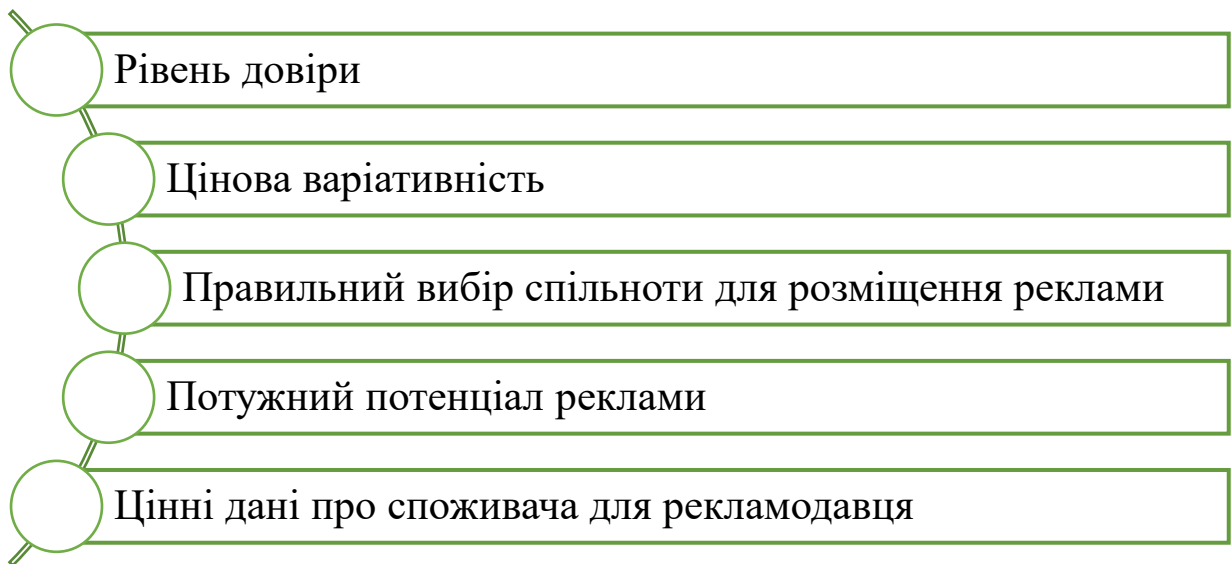 Рівень довіри
Цінова варіативність
Правильний вибір спільноти для розміщення реклами
Потужний потенціал реклами
Цінні дані про споживача для рекламодавця